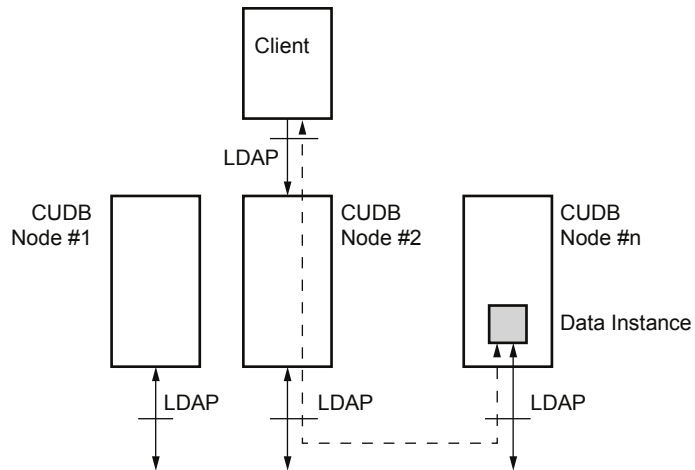 Client
LDAP
CUDB
Node #1
CUDB
Node #2
CUDB
Node #n
Data Instance
LDAP
LDAP
LDAP